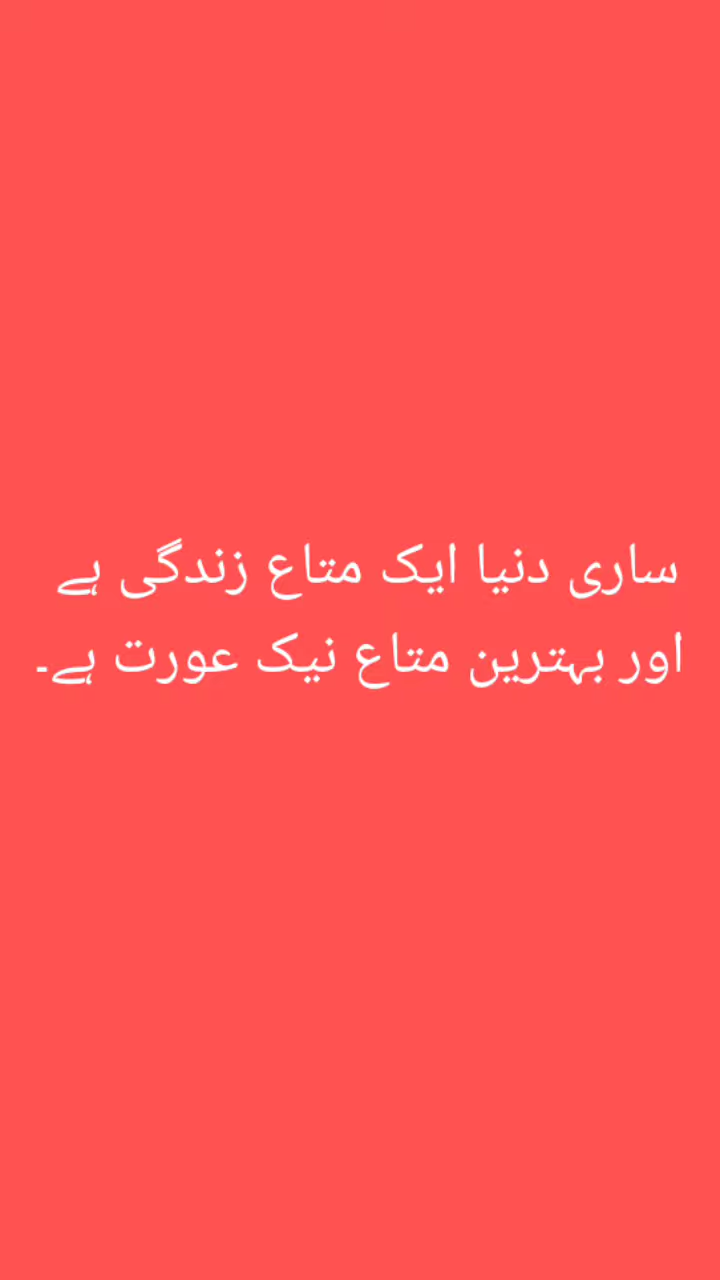 ساری دنیا ایک متاع زندگی ہے
اور بہترین متاع نیک عورت ہے۔